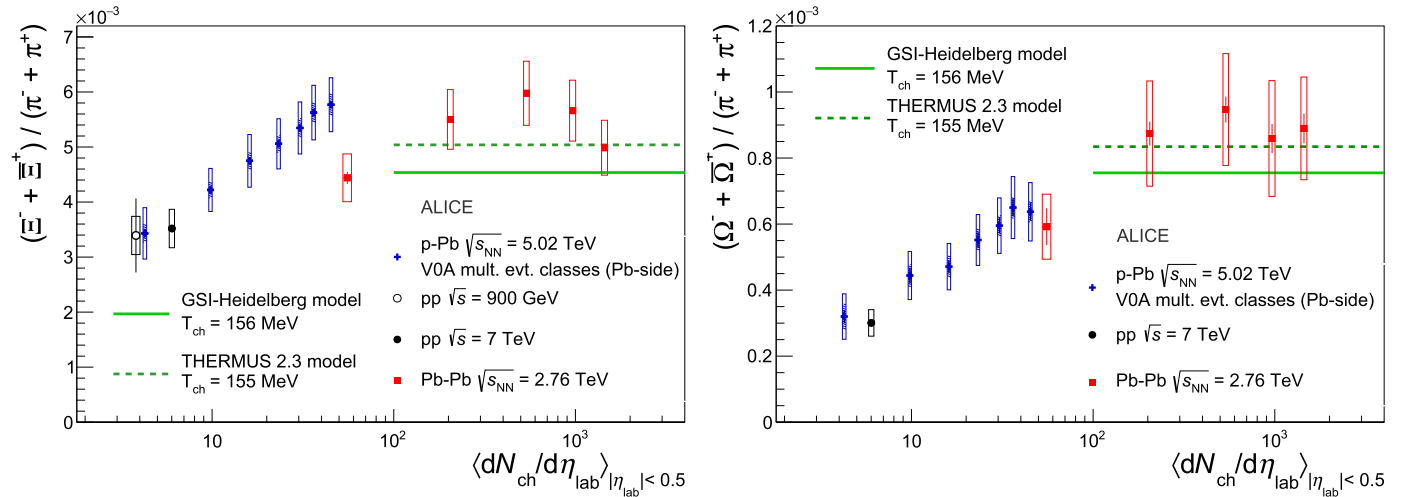 ×10⁻³
(Ξ⁻ + Ξ̅⁺) / (π⁻ + π⁺)
7
6
5
4
3
2
1
0
ALICE
p-Pb √s_NN = 5.02 TeV
V0A mult. evt. classes (Pb-side)
pp √s = 900 GeV
pp √s = 7 TeV
Pb-Pb √s_NN = 2.76 TeV
GSI-Heidelberg model
T_ch = 156 MeV
THERMUS 2.3 model
T_ch = 155 MeV
10
10²
10³
⟨dN_ch/dη_lab⟩_|η_lab|< 0.5
×10⁻³
(Ω⁻ + Ω̅⁺) / (π⁻ + π⁺)
1.2
1
0.8
0.6
0.4
0.2
0
GSI-Heidelberg model
T_ch = 156 MeV
THERMUS 2.3 model
T_ch = 155 MeV
ALICE
p-Pb √s_NN = 5.02 TeV
V0A mult. evt. classes (Pb-side)
pp √s = 7 TeV
Pb-Pb √s_NN = 2.76 TeV
10
10²
10³
⟨dN_ch/dη_lab⟩_|η_lab|< 0.5